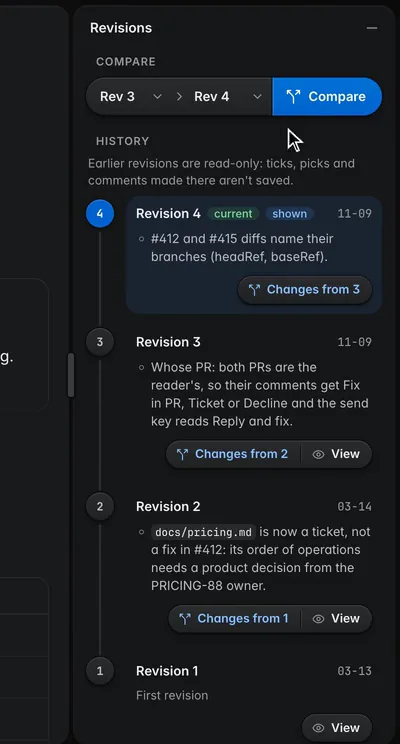 Revisions
COMPARE
Rev 3
Rev 4
Compare
HISTORY
Earlier revisions are read-only: ticks, picks and
comments made there aren't saved.
4
Revision 4 current shown 11-09
#412 and #415 diffs name their
branches (headRef, baseRef).
Changes from 3
g.
3
Revision 3 11-09
Whose PR: both PRs are the
reader's, so their comments get Fix
in PR, Ticket or Decline and the send
key reads Reply and fix.
Changes from 2 View
2
Revision 2 03-14
docs/pricing.md is now a ticket, not
a fix in #412: its order of operations
needs a product decision from the
PRICING-88 owner.
Changes from 1 View
1
Revision 1 03-13
First revision
View